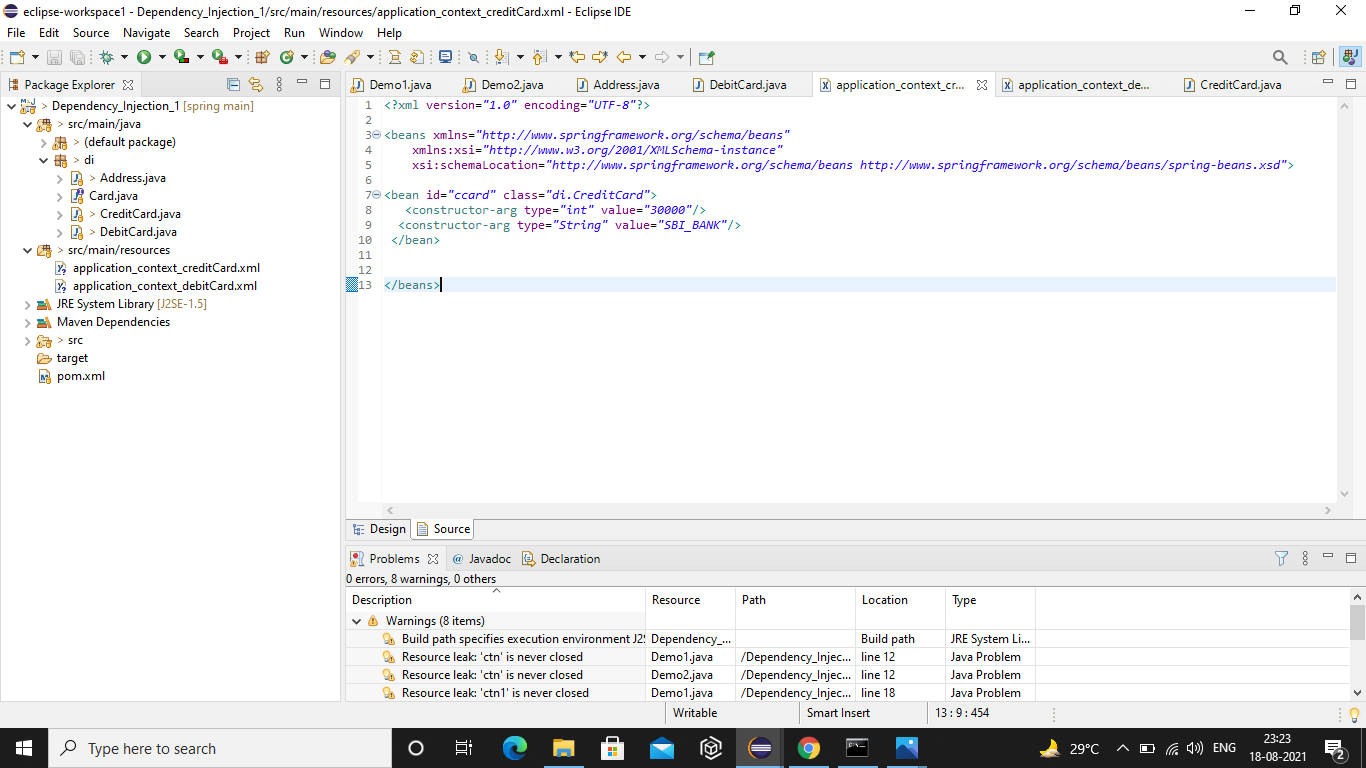 eclipse-workspace1 - Dependency_Injection_1/src/main/resources/application_context_creditCard.xml - Eclipse IDE
File Edit Source Navigate Search Project Run Window Help
Package Explorer
Dependency_Injection_1 [spring main]
src/main/java
(default package)
di
Address.java
Card.java
CreditCard.java
DebitCard.java
src/main/resources
application_context_creditCard.xml
application_context_debitCard.xml
JRE System Library [J2SE-1.5]
Maven Dependencies
src
target
pom.xml
Demo1.java Demo2.java Address.java DebitCard.java application_context_cr... application_context_de... CreditCard.java
1 <?xml version="1.0" encoding="UTF-8"?>
2
3 <beans xmlns="http://www.springframework.org/schema/beans"
4 xmlns:xsi="http://www.w3.org/2001/XMLSchema-instance"
5 xsi:schemaLocation="http://www.springframework.org/schema/beans http://www.springframework.org/schema/beans/spring-beans.xsd">
6
7 <bean id="ccard" class="di.CreditCard">
8 <constructor-arg type="int" value="30000"/>
9 <constructor-arg type="String" value="SBI_BANK"/>
10 </bean>
11
12
13 </beans>
Design Source
Problems @ Javadoc Declaration
0 errors, 8 warnings, 0 others
Description Resource Path Location Type
Warnings (8 items)
Build path specifies execution environment J2S Dependency_... Build path JRE System Li...
Resource leak: 'ctn' is never closed Demo1.java /Dependency_Injec... line 12 Java Problem
Resource leak: 'ctn' is never closed Demo2.java /Dependency_Injec... line 12 Java Problem
Resource leak: 'ctn1' is never closed Demo1.java /Dependency_Injec... line 18 Java Problem
Writable Smart Insert 13 : 9 : 454
Type here to search
29°C ENG
23:23
18-08-2021
2